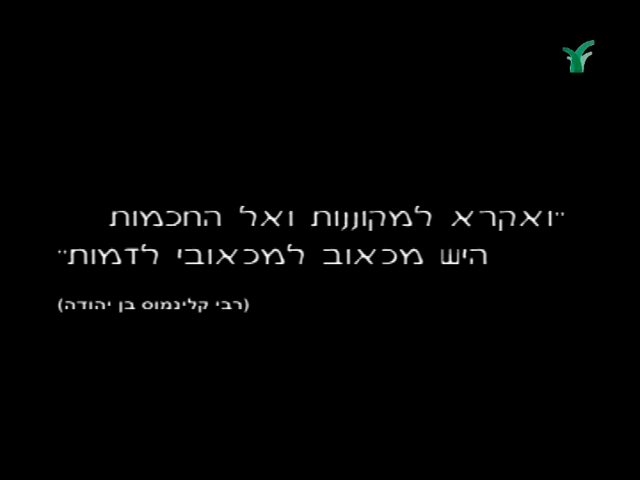 "ואקרא למקוננות ואל החכמות
היש מכאוב למכאובי לדמות"
(רבי קלינמוס בן יהודה)